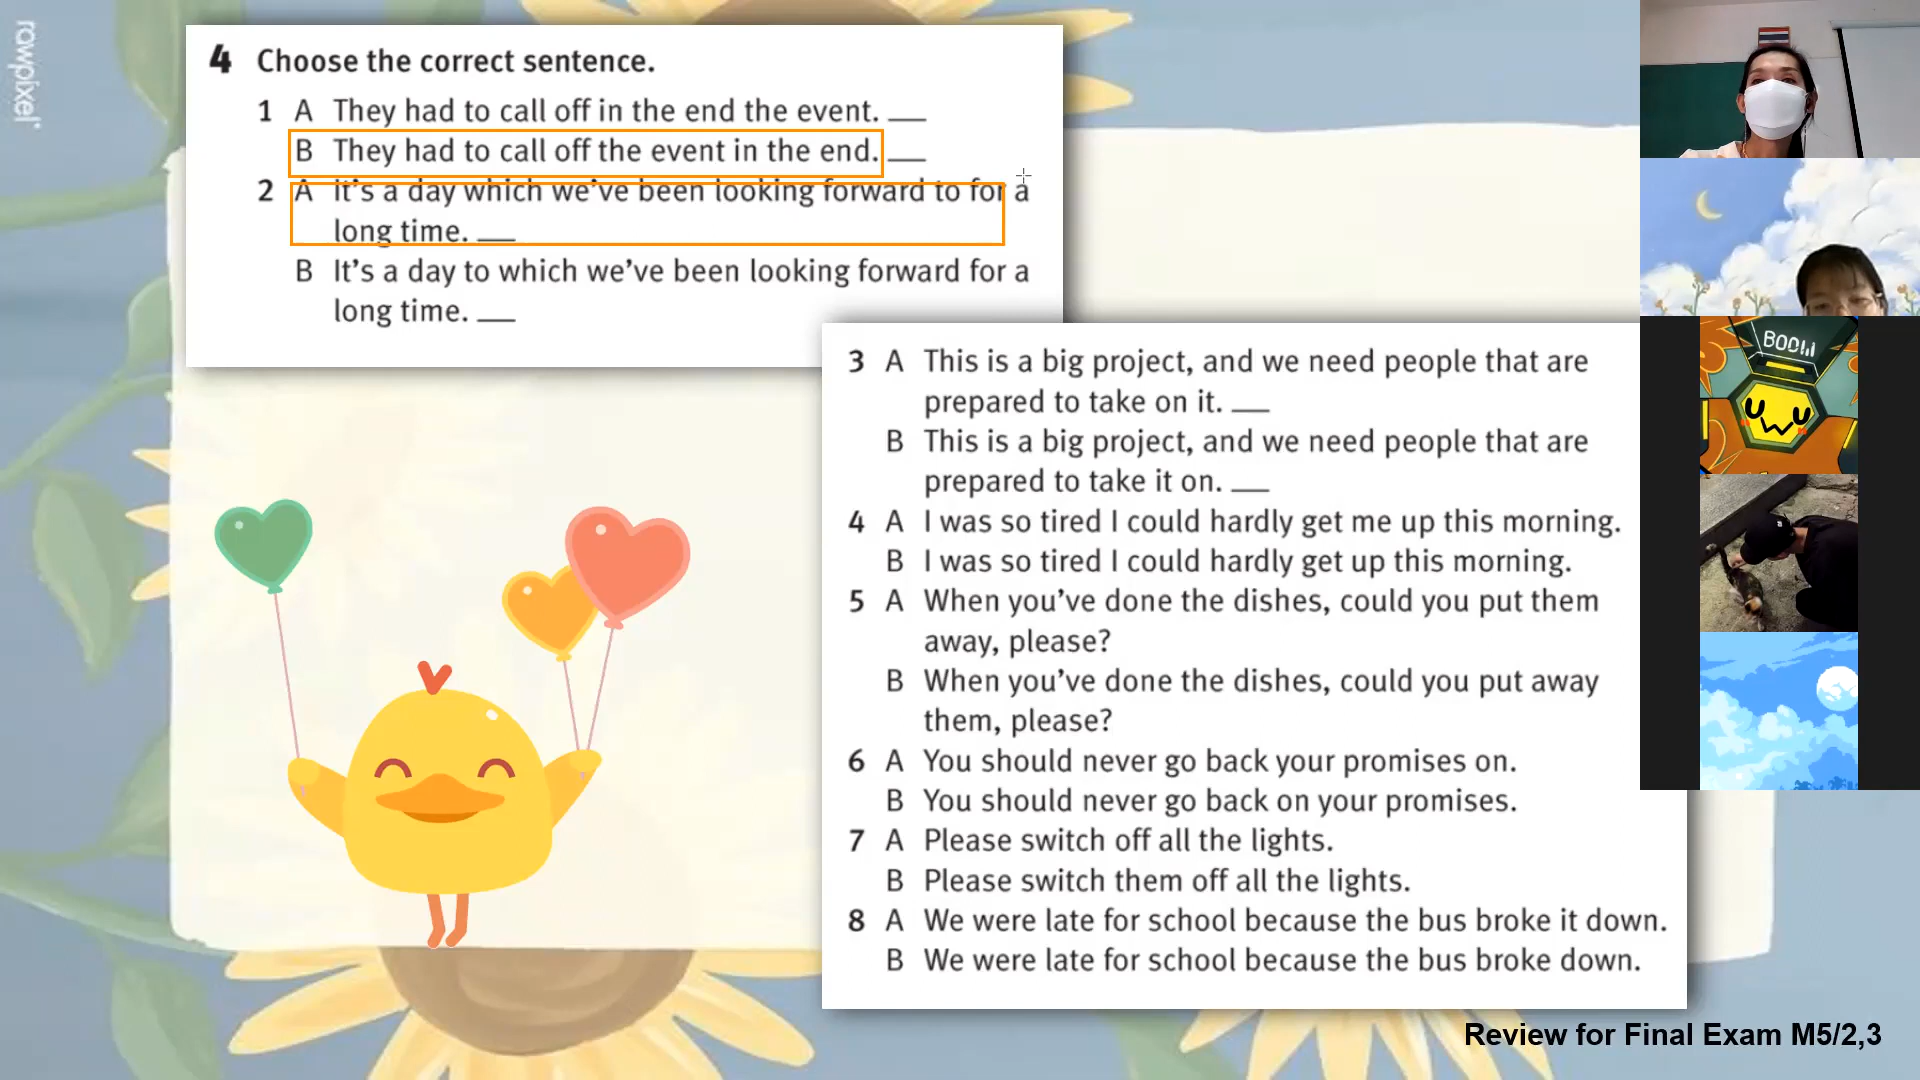 rawpixel
4 Choose the correct sentence.
1 A They had to call off in the end the event. ___
B They had to call off the event in the end. ___
2 A It's a day which we've been looking forward to for a
long time. ___
B It's a day to which we've been looking forward for a
long time. ___
3 A This is a big project, and we need people that are
prepared to take on it. ___
B This is a big project, and we need people that are
prepared to take it on. ___
4 A I was so tired I could hardly get me up this morning.
B I was so tired I could hardly get up this morning.
5 A When you've done the dishes, could you put them
away, please?
B When you've done the dishes, could you put away
them, please?
6 A You should never go back your promises on.
B You should never go back on your promises.
7 A Please switch off all the lights.
B Please switch them off all the lights.
8 A We were late for school because the bus broke it down.
B We were late for school because the bus broke down.
BOOM
Review for Final Exam M5/2,3